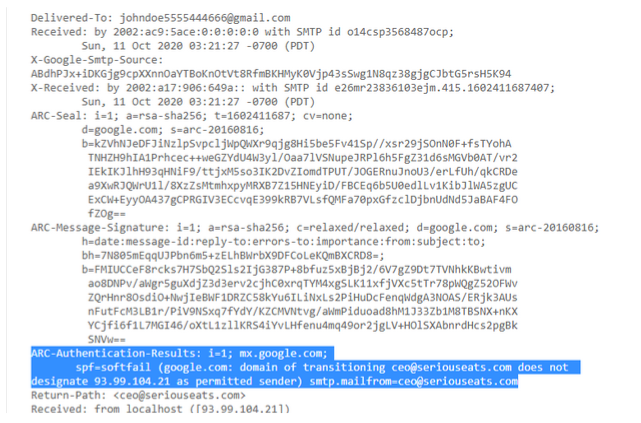 Delivered-To: johndoe5555444666@gmail.com
Received: by 2002:ac9:5ace:0:0:0:0:0 with SMTP id o14csp3568487ocp;
Sun, 11 Oct 2020 03:21:27 -0700 (PDT)
X-Google-Smtp-Source:
ABdhPJx+iDKGjg9cpXXnnOaYTBoKnOtVt8RfmBKHMyK0Vjp43sSwg1N8qz38gjgCJbtG5rsH5K94
X-Received: by 2002:a17:906:649a:: with SMTP id e26mr23836103ejm.415.1602411687407;
Sun, 11 Oct 2020 03:21:27 -0700 (PDT)
ARC-Seal: i=1; a=rsa-sha256; t=1602411687; cv=none;
d=google.com; s=arc-20160816;
b=kZVhNJeDFJiNzlpSvpcljWpQWXr9qjg8Hi5be5Fv41Sp//xsr29jSOnN0F+fsTYohA
TNHZH9hIA1Prhcec++weGZYdU4W3yl/Oaa7lVSNupeJRPl6h5FgZ31d6sMGVb0AT/vr2
IEkIKJlhH93qHNiF9/ttjxM5so3IK2DvZIomdTPUT/JOGERnuJnoU3/erLfUh/qkCRDe
a9XwRJQWrU1l/8XzZsMtmhxpyMRXB7Z15HNEyiD/FBCEq6b5U0edlLv1KibJlWA5zgUC
ExCW+EyyOA437gCPRGIV3ECcvqE399kRB7VLsfQMFa70pxGfzclDjbnUdNd5JaBAF4FO
fZOg==
ARC-Message-Signature: i=1; a=rsa-sha256; c=relaxed/relaxed; d=google.com; s=arc-20160816;
h=date:message-id:reply-to:errors-to:importance:from:subject:to;
bh=7N805mEqqUJPbn6m5+zELhBWrbX9DFCoLeKQmBXCRD8=;
b=FMIUCCeF8rcks7H7SbQ2Sls2IjG387P+8bfuz5xBjBj2/6V7gZ9Dt7TVNhkKBwtivm
ao8DNPv/aWgr5guXdjZ3d3erv2cjhC0xrqTYM4xgSLK11xfjVXc5tTr78pWQgZ52OFWv
ZQrHnr8OsdiO+NwjIeBWF1DRZC58kYu6ILiNxLs2PiHuDcFenqWdgA3NOAS/ERjk3AUs
nFutFcM3LB1r/PiV9NSxq7fYdY/KZCMVNtvg/aWmPiduoad8hM1J33Zb1M8TBSNX+nKX
YCjfi6f1L7MGI46/oXtL1zllKRS4iYvLHfenu4mq49or2jgLV+HOlSXAbnrdHcs2pgBk
SNVw==
ARC-Authentication-Results: i=1; mx.google.com;
spf=softfail (google.com: domain of transitioning ceo@seriouseats.com does not
designate 93.99.104.21 as permitted sender) smtp.mailfrom=ceo@seriouseats.com
Return-Path: <ceo@seriouseats.com>
Received: from localhost ([93.99.104.21])